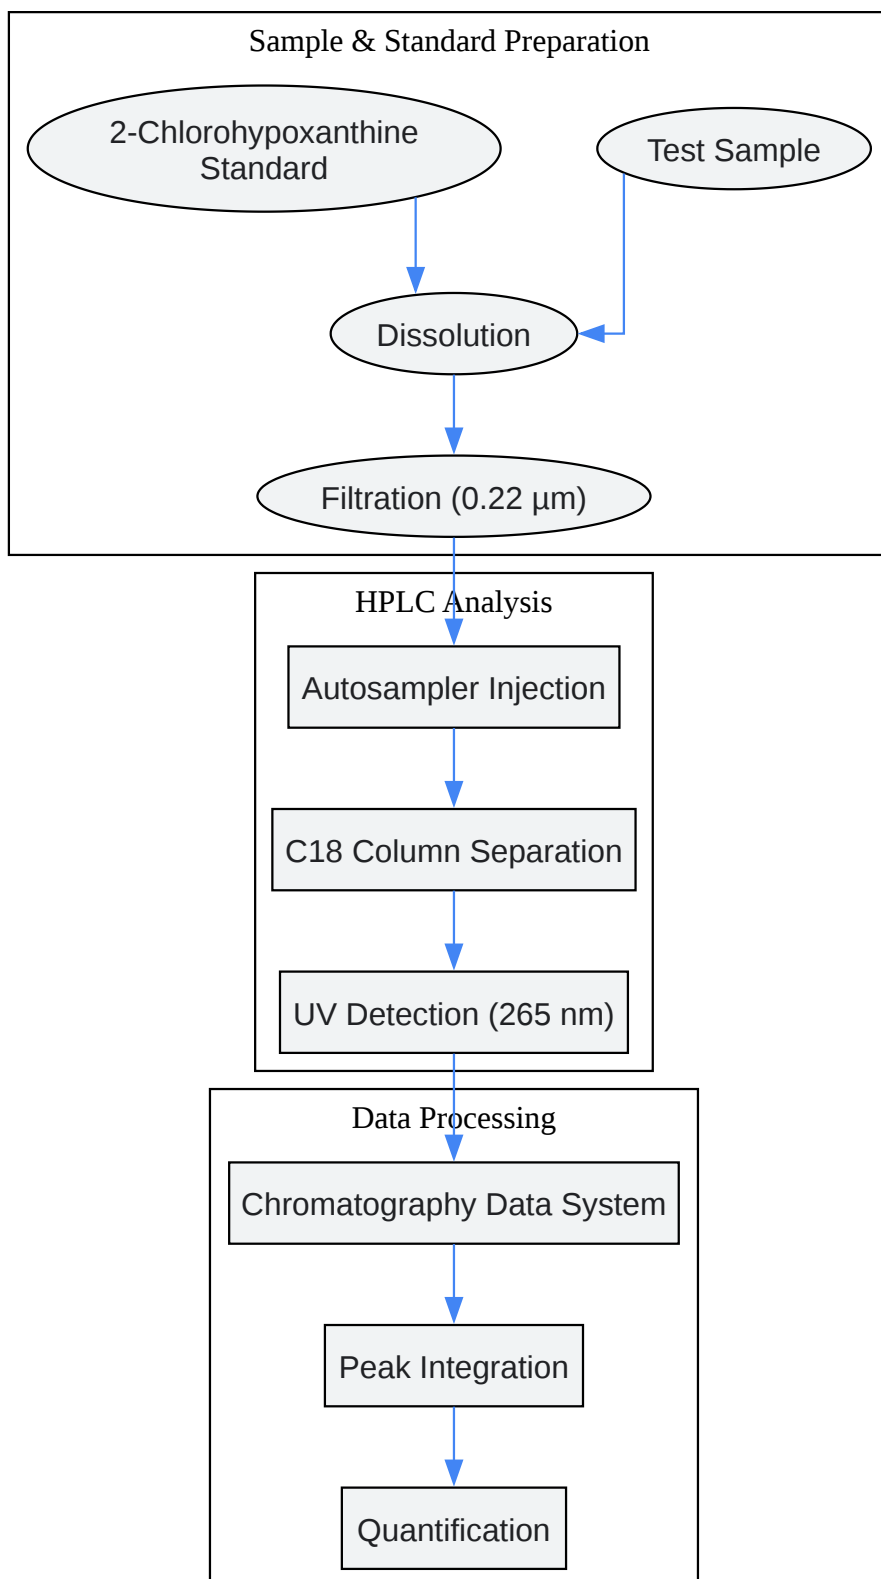 Sample & Standard Preparation
2-Chlorohypoxanthine
Standard
Test Sample
Dissolution
Filtration (0.22 µm)
HPLC Analysis
Autosampler Injection
C18 Column Separation
UV Detection (265 nm)
Data Processing
Chromatography Data System
Peak Integration
Quantification